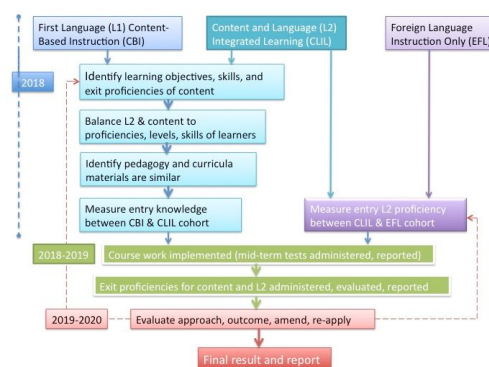 First Language (L1) Content-
Based Instruction (CBI)
Content and Language (L2)
Integrated Learning (CLIL)
Foreign Language
Instruction Only (EFL)
2018
Identify learning objectives, skills, and
exit proficiencies of content
Balance L2 & content to
proficiencies, levels, skills of learners
Identify pedagogy and curricula
materials are similar
Measure entry knowledge
between CBI & CLIL cohort
Measure entry L2 proficiency
between CLIL & EFL cohort
2018-2019
Course work implemented (mid-term tests administered, reported)
Exit proficiencies for content and L2 administered, evaluated, reported
2019-2020
Evaluate approach, outcome, amend, re-apply
Final result and report